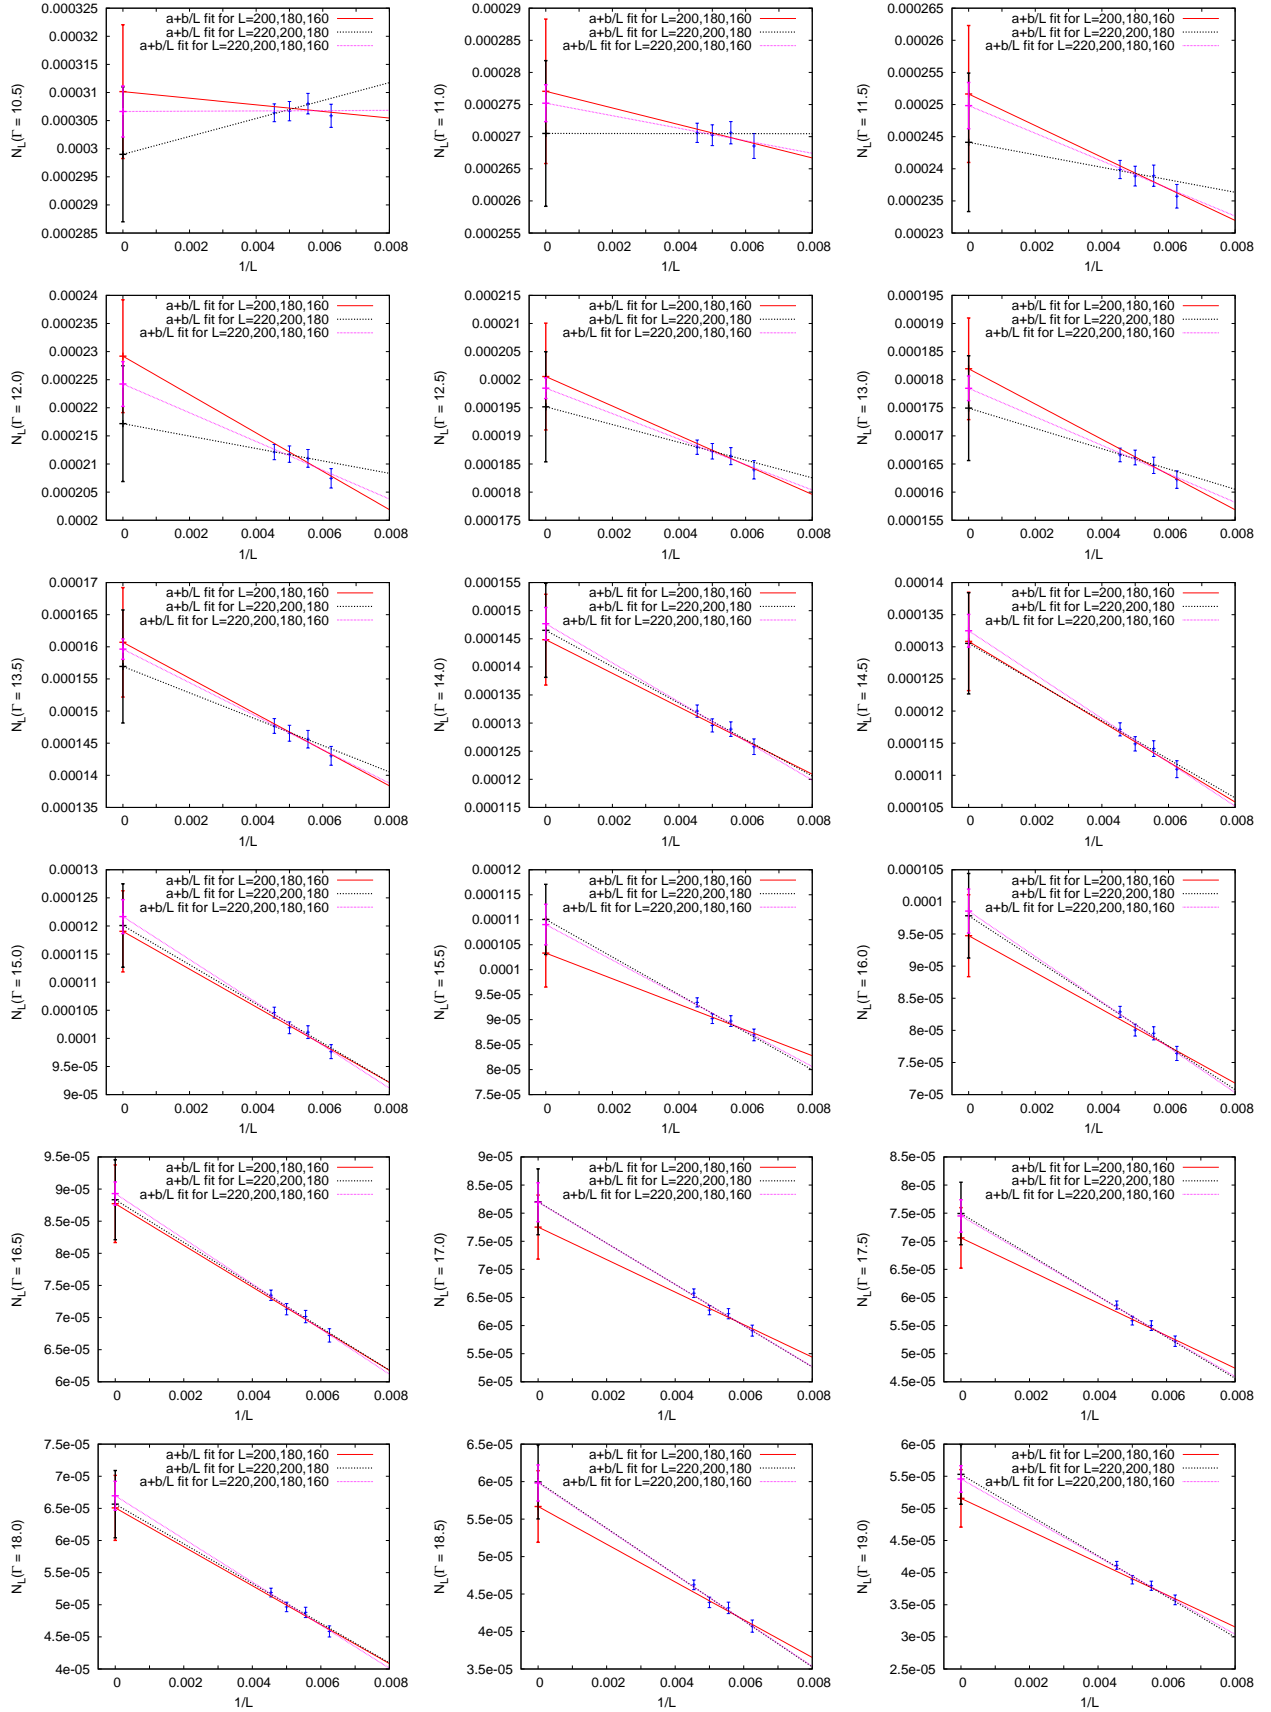 a+b/L fit for L=200,180,160
a+b/L fit for L=220,200,180
a+b/L fit for L=220,200,180,160
0.000325
0.00032
0.000315
0.00031
0.000305
0.0003
0.000295
0.00029
0.000285
N_L(Γ = 10.5)
0 0.002 0.004 0.006 0.008
1/L
a+b/L fit for L=200,180,160
a+b/L fit for L=220,200,180
a+b/L fit for L=220,200,180,160
0.00029
0.000285
0.00028
0.000275
0.00027
0.000265
0.00026
0.000255
N_L(Γ = 11.0)
0 0.002 0.004 0.006 0.008
1/L
a+b/L fit for L=200,180,160
a+b/L fit for L=220,200,180
a+b/L fit for L=220,200,180,160
0.000265
0.00026
0.000255
0.00025
0.000245
0.00024
0.000235
0.00023
N_L(Γ = 11.5)
0 0.002 0.004 0.006 0.008
1/L
a+b/L fit for L=200,180,160
a+b/L fit for L=220,200,180
a+b/L fit for L=220,200,180,160
0.00024
0.000235
0.00023
0.000225
0.00022
0.000215
0.00021
0.000205
0.0002
N_L(Γ = 12.0)
0 0.002 0.004 0.006 0.008
1/L
a+b/L fit for L=200,180,160
a+b/L fit for L=220,200,180
a+b/L fit for L=220,200,180,160
0.000215
0.00021
0.000205
0.0002
0.000195
0.00019
0.000185
0.00018
0.000175
N_L(Γ = 12.5)
0 0.002 0.004 0.006 0.008
1/L
a+b/L fit for L=200,180,160
a+b/L fit for L=220,200,180
a+b/L fit for L=220,200,180,160
0.000195
0.00019
0.000185
0.00018
0.000175
0.00017
0.000165
0.00016
0.000155
N_L(Γ = 13.0)
0 0.002 0.004 0.006 0.008
1/L
a+b/L fit for L=200,180,160
a+b/L fit for L=220,200,180
a+b/L fit for L=220,200,180,160
0.00017
0.000165
0.00016
0.000155
0.00015
0.000145
0.00014
0.000135
N_L(Γ = 13.5)
0 0.002 0.004 0.006 0.008
1/L
a+b/L fit for L=200,180,160
a+b/L fit for L=220,200,180
a+b/L fit for L=220,200,180,160
0.000155
0.00015
0.000145
0.00014
0.000135
0.00013
0.000125
0.00012
0.000115
N_L(Γ = 14.0)
0 0.002 0.004 0.006 0.008
1/L
a+b/L fit for L=200,180,160
a+b/L fit for L=220,200,180
a+b/L fit for L=220,200,180,160
0.00014
0.000135
0.00013
0.000125
0.00012
0.000115
0.00011
0.000105
N_L(Γ = 14.5)
0 0.002 0.004 0.006 0.008
1/L
a+b/L fit for L=200,180,160
a+b/L fit for L=220,200,180
a+b/L fit for L=220,200,180,160
0.00013
0.000125
0.00012
0.000115
0.00011
0.000105
0.0001
9.5e-05
9e-05
N_L(Γ = 15.0)
0 0.002 0.004 0.006 0.008
1/L
a+b/L fit for L=200,180,160
a+b/L fit for L=220,200,180
a+b/L fit for L=220,200,180,160
0.00012
0.000115
0.00011
0.000105
0.0001
9.5e-05
9e-05
8.5e-05
8e-05
7.5e-05
N_L(Γ = 15.5)
0 0.002 0.004 0.006 0.008
1/L
a+b/L fit for L=200,180,160
a+b/L fit for L=220,200,180
a+b/L fit for L=220,200,180,160
0.000105
0.0001
9.5e-05
9e-05
8.5e-05
8e-05
7.5e-05
7e-05
N_L(Γ = 16.0)
0 0.002 0.004 0.006 0.008
1/L
a+b/L fit for L=200,180,160
a+b/L fit for L=220,200,180
a+b/L fit for L=220,200,180,160
9.5e-05
9e-05
8.5e-05
8e-05
7.5e-05
7e-05
6.5e-05
6e-05
N_L(Γ = 16.5)
0 0.002 0.004 0.006 0.008
1/L
a+b/L fit for L=200,180,160
a+b/L fit for L=220,200,180
a+b/L fit for L=220,200,180,160
9e-05
8.5e-05
8e-05
7.5e-05
7e-05
6.5e-05
6e-05
5.5e-05
5e-05
N_L(Γ = 17.0)
0 0.002 0.004 0.006 0.008
1/L
a+b/L fit for L=200,180,160
a+b/L fit for L=220,200,180
a+b/L fit for L=220,200,180,160
8.5e-05
8e-05
7.5e-05
7e-05
6.5e-05
6e-05
5.5e-05
5e-05
4.5e-05
N_L(Γ = 17.5)
0 0.002 0.004 0.006 0.008
1/L
a+b/L fit for L=200,180,160
a+b/L fit for L=220,200,180
a+b/L fit for L=220,200,180,160
7.5e-05
7e-05
6.5e-05
6e-05
5.5e-05
5e-05
4.5e-05
4e-05
N_L(Γ = 18.0)
0 0.002 0.004 0.006 0.008
1/L
a+b/L fit for L=200,180,160
a+b/L fit for L=220,200,180
a+b/L fit for L=220,200,180,160
6.5e-05
6e-05
5.5e-05
5e-05
4.5e-05
4e-05
3.5e-05
N_L(Γ = 18.5)
0 0.002 0.004 0.006 0.008
1/L
a+b/L fit for L=200,180,160
a+b/L fit for L=220,200,180
a+b/L fit for L=220,200,180,160
6e-05
5.5e-05
5e-05
4.5e-05
4e-05
3.5e-05
3e-05
2.5e-05
N_L(Γ = 19.0)
0 0.002 0.004 0.006 0.008
1/L